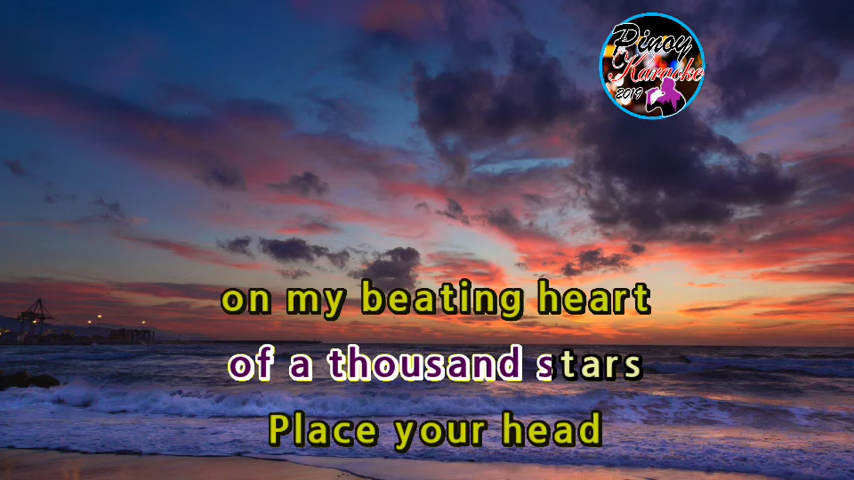 Pinoy
Karaoke
2019
on my beating heart
of a thousand stars
Place your head